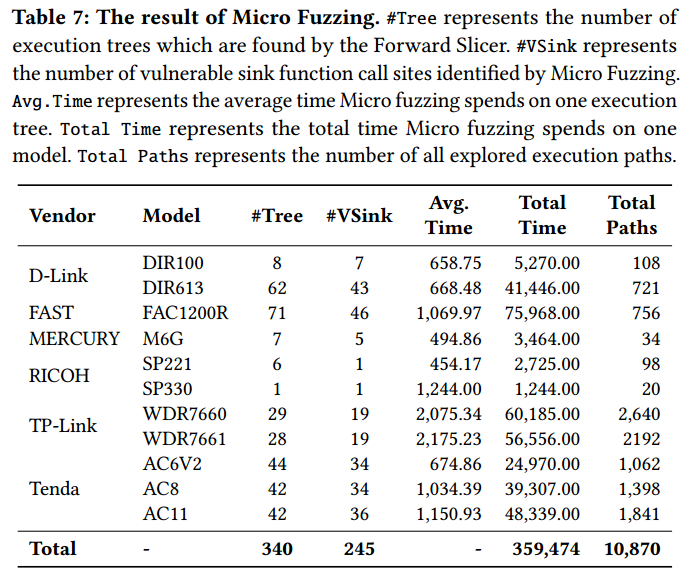 Table 7: The result of Micro Fuzzing. #Tree represents the number of
execution trees which are found by the Forward Slicer. #VSink represents
the number of vulnerable sink function call sites identified by Micro Fuzzing.
Avg.Time represents the average time Micro fuzzing spends on one execution
tree. Total Time represents the total time Micro fuzzing spends on one
model. Total Paths represents the number of all explored execution paths.
Vendor Model #Tree #VSink Avg. Time Total Time Total Paths
D-Link DIR100 8 7 658.75 5,270.00 108
DIR613 62 43 668.48 41,446.00 721
FAST FAC1200R 71 46 1,069.97 75,968.00 756
MERCURY M6G 7 5 494.86 3,464.00 34
RICOH SP221 6 1 454.17 2,725.00 98
SP330 1 1 1,244.00 1,244.00 20
TP-Link WDR7660 29 19 2,075.34 60,185.00 2,640
WDR7661 28 19 2,175.23 56,556.00 2192
Tenda AC6V2 44 34 674.86 24,970.00 1,062
AC8 42 34 1,034.39 39,307.00 1,398
AC11 42 36 1,150.93 48,339.00 1,841
Total - 340 245 - 359,474 10,870